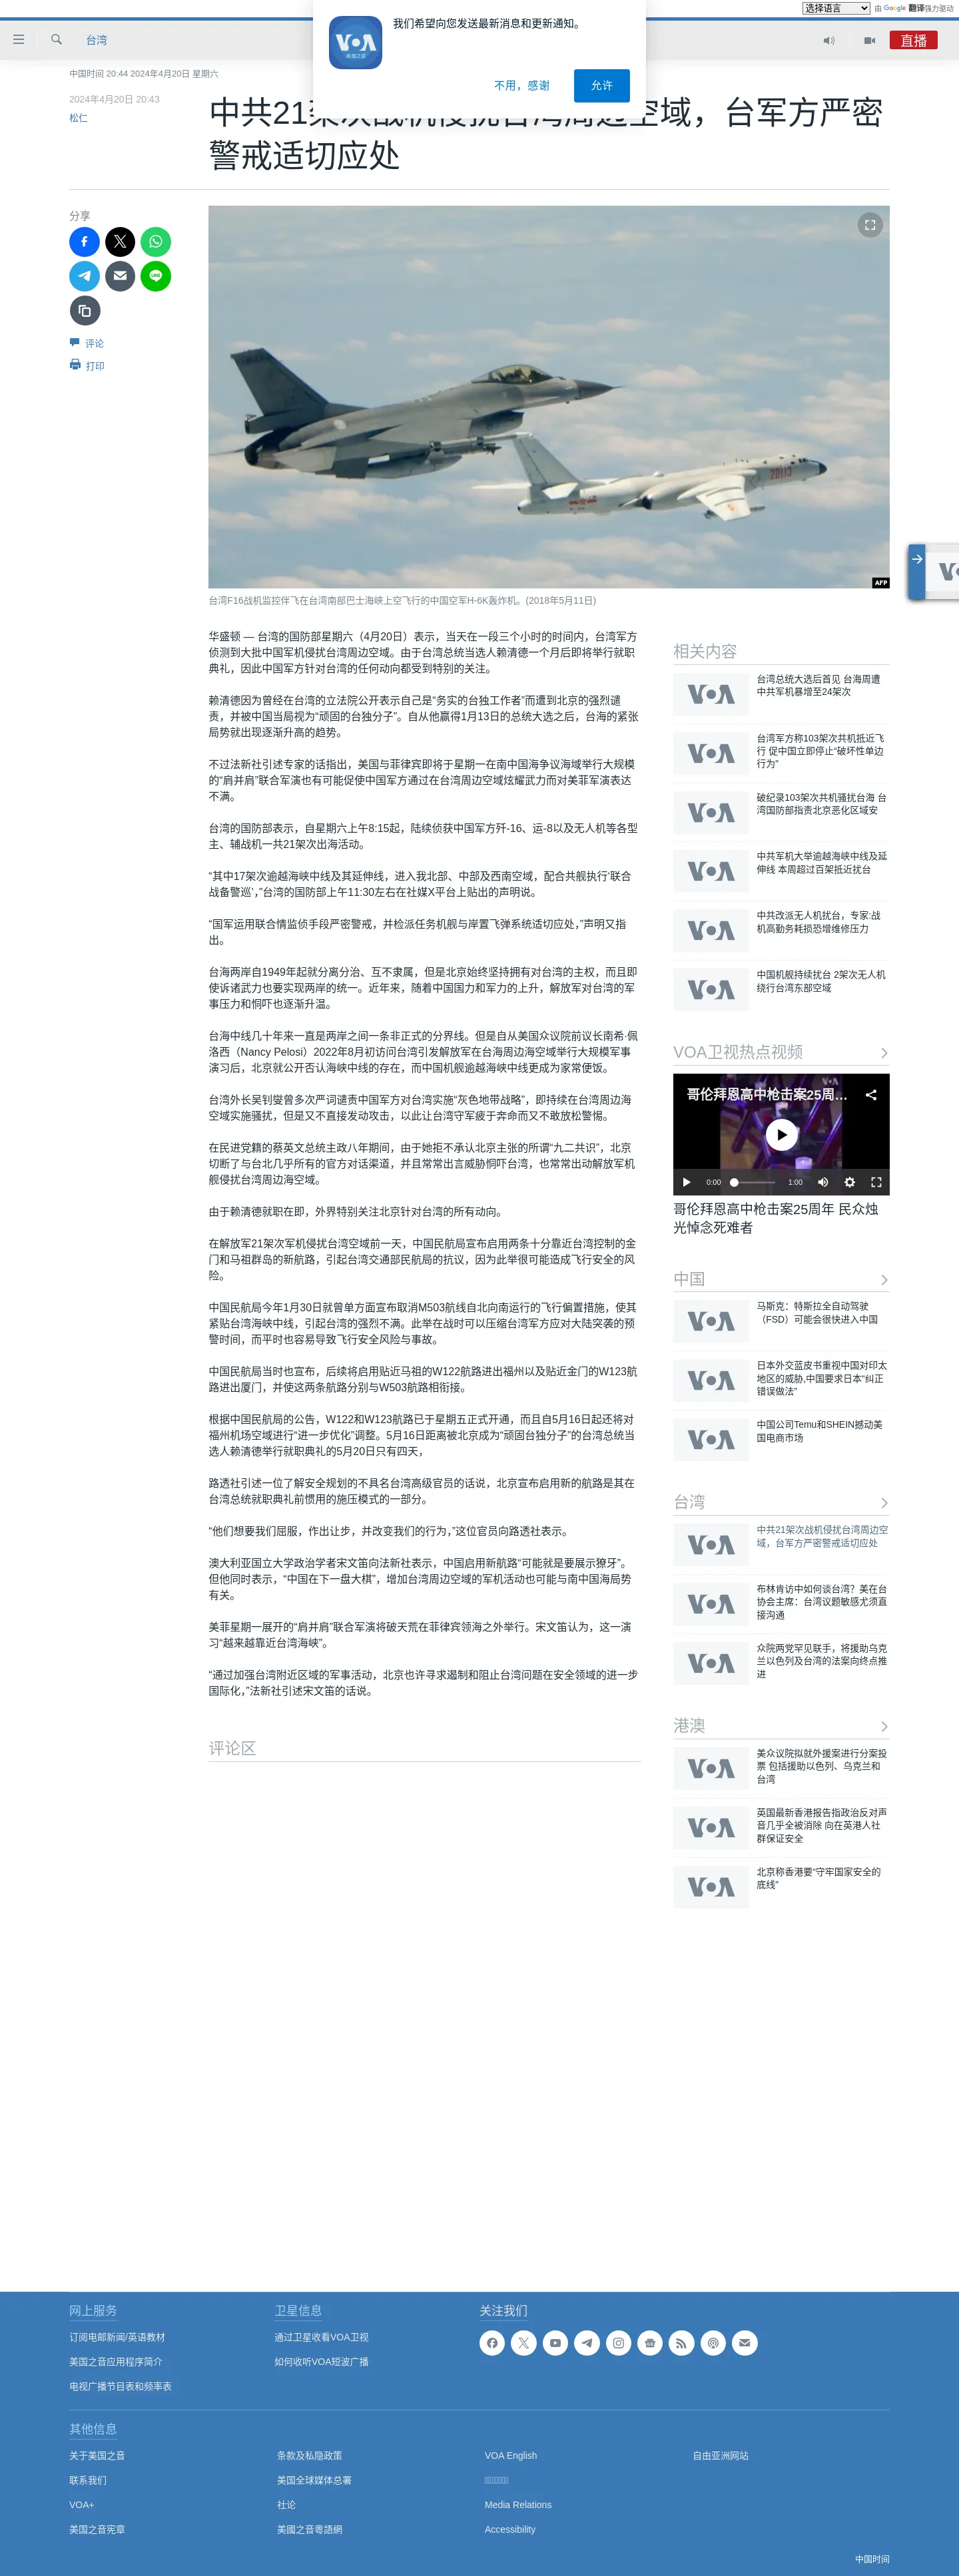 选择语言 由 Google 翻译强力驱动
我们希望向您发送最新消息和更新通知。
VOA
美国之音
不用，感谢
允许
台湾
直播
中国时间 20:44 2024年4月20日 星期六
2024年4月20日 20:43
松仁
中共21架次战机侵扰台湾周边空域，台军方严密
警戒适切应处
分享
评论
打印
20113
AFP
台湾F16战机监控伴飞在台湾南部巴士海峡上空飞行的中国空军H-6K轰炸机。(2018年5月11日)
华盛顿 — 台湾的国防部星期六（4月20日）表示，当天在一段三个小时的时间内，台湾军方
侦测到大批中国军机侵扰台湾周边空域。由于台湾总统当选人赖清德一个月后即将举行就职
典礼，因此中国军方针对台湾的任何动向都受到特别的关注。
赖清德因为曾经在台湾的立法院公开表示自己是“务实的台独工作者”而遭到北京的强烈谴
责，并被中国当局视为“顽固的台独分子”。自从他赢得1月13日的总统大选之后，台海的紧张
局势就出现逐渐升高的趋势。
不过法新社引述专家的话指出，美国与菲律宾即将于星期一在南中国海争议海域举行大规模
的“肩并肩”联合军演也有可能促使中国军方通过在台湾周边空域炫耀武力而对美菲军演表达
不满。
台湾的国防部表示，自星期六上午8:15起，陆续侦获中国军方歼-16、运-8以及无人机等各型
主、辅战机一共21架次出海活动。
“其中17架次逾越海峡中线及其延伸线，进入我北部、中部及西南空域，配合共舰执行‘联合
战备警巡’，”台湾的国防部上午11:30左右在社媒X平台上贴出的声明说。
“国军运用联合情监侦手段严密警戒，并检派任务机舰与岸置飞弹系统适切应处，”声明又指
出。
台海两岸自1949年起就分离分治、互不隶属，但是北京始终坚持拥有对台湾的主权，而且即
使诉诸武力也要实现两岸的统一。近年来，随着中国国力和军力的上升，解放军对台湾的军
事压力和恫吓也逐渐升温。
台海中线几十年来一直是两岸之间一条非正式的分界线。但是自从美国众议院前议长南希·佩
洛西（Nancy Pelosi）2022年8月初访问台湾引发解放军在台海周边海空域举行大规模军事
演习后，北京就公开否认海峡中线的存在，而中国机舰逾越海峡中线更成为家常便饭。
台湾外长吴钊燮曾多次严词谴责中国军方对台湾实施“灰色地带战略”，即持续在台湾周边海
空域实施骚扰，但是又不直接发动攻击，以此让台湾守军疲于奔命而又不敢放松警惕。
在民进党籍的蔡英文总统主政八年期间，由于她拒不承认北京主张的所谓“九二共识”，北京
切断了与台北几乎所有的官方对话渠道，并且常常出言威胁恫吓台湾，也常常出动解放军机
舰侵扰台湾周边海空域。
由于赖清德就职在即，外界特别关注北京针对台湾的所有动向。
在解放军21架次军机侵扰台湾空域前一天，中国民航局宣布启用两条十分靠近台湾控制的金
门和马祖群岛的新航路，引起台湾交通部民航局的抗议，因为此举很可能造成飞行安全的风
险。
中国民航局今年1月30日就曾单方面宣布取消M503航线自北向南运行的飞行偏置措施，使其
紧贴台湾海峡中线，引起台湾的强烈不满。此举在战时可以压缩台湾军方应对大陆突袭的预
警时间，而平时也容易导致飞行安全风险与事故。
中国民航局当时也宣布，后续将启用贴近马祖的W122航路进出福州以及贴近金门的W123航
路进出厦门，并使这两条航路分别与W503航路相衔接。
根据中国民航局的公告，W122和W123航路已于星期五正式开通，而且自5月16日起还将对
福州机场空域进行“进一步优化”调整。5月16日距离被北京成为“顽固台独分子”的台湾总统当
选人赖清德举行就职典礼的5月20日只有四天，
路透社引述一位了解安全规划的不具名台湾高级官员的话说，北京宣布启用新的航路是其在
台湾总统就职典礼前惯用的施压模式的一部分。
“他们想要我们屈服，作出让步，并改变我们的行为，”这位官员向路透社表示。
澳大利亚国立大学政治学者宋文笛向法新社表示，中国启用新航路“可能就是要展示獠牙”。
但他同时表示，“中国在下一盘大棋”，增加台湾周边空域的军机活动也可能与南中国海局势
有关。
美菲星期一展开的“肩并肩”联合军演将破天荒在菲律宾领海之外举行。宋文笛认为，这一演
习“越来越靠近台湾海峡”。
“通过加强台湾附近区域的军事活动，北京也许寻求遏制和阻止台湾问题在安全领域的进一步
国际化，”法新社引述宋文笛的话说。
评论区
相关内容
VOA
台湾总统大选后首见 台海周遭
中共军机暴增至24架次
VOA
台湾军方称103架次共机抵近飞
行 促中国立即停止“破坏性单边
行为”
VOA
破纪录103架次共机骚扰台海 台
湾国防部指责北京恶化区域安
VOA
中共军机大举逾越海峡中线及延
伸线 本周超过百架抵近扰台
VOA
中共改派无人机扰台，专家:战
机高勤务耗损恐增维修压力
VOA
中国机舰持续扰台 2架次无人机
绕行台湾东部空域
VOA卫视热点视频
VOA
哥伦拜恩高中枪击案25周...
0:00
1:00
哥伦拜恩高中枪击案25周年 民众烛
光悼念死难者
中国
VOA
马斯克：特斯拉全自动驾驶
（FSD）可能会很快进入中国
VOA
日本外交蓝皮书重视中国对印太
地区的威胁,中国要求日本“纠正
错误做法”
VOA
中国公司Temu和SHEIN撼动美
国电商市场
台湾
VOA
中共21架次战机侵扰台湾周边空
域，台军方严密警戒适切应处
VOA
布林肯访中如何谈台湾？美在台
协会主席：台湾议题敏感尤须直
接沟通
VOA
众院两党罕见联手，将援助乌克
兰以色列及台湾的法案向终点推
进
港澳
VOA
美众议院拟就外援案进行分案投
票 包括援助以色列、乌克兰和
台湾
VOA
英国最新香港报告指政治反对声
音几乎全被消除 向在英港人社
群保证安全
VOA
北京称香港要“守牢国家安全的
底线”
网上服务
订阅电邮新闻/英语教材
美国之音应用程序简介
电视广播节目表和频率表
卫星信息
通过卫星收看VOA卫视
如何收听VOA短波广播
关注我们
其他信息
关于美国之音
联系我们
VOA+
美国之音宪章
条款及私隐政策
美国全球媒体总署
社论
美國之音粵語網
VOA English
Media Relations
Accessibility
自由亚洲网站
中国时间